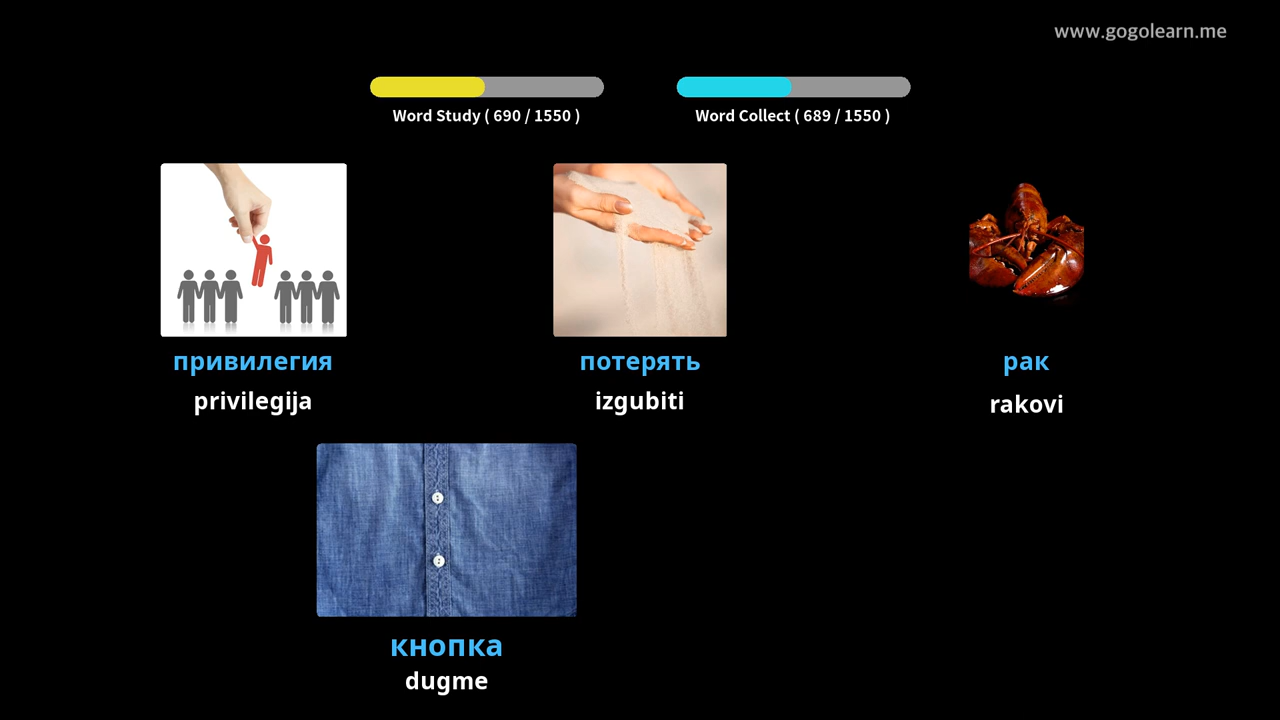 www.gogolearn.me
Word Study ( 690 / 1550 )
Word Collect ( 689 / 1550 )
привилегия
privilegija
потерять
izgubiti
рак
rakovi
кнопка
dugme